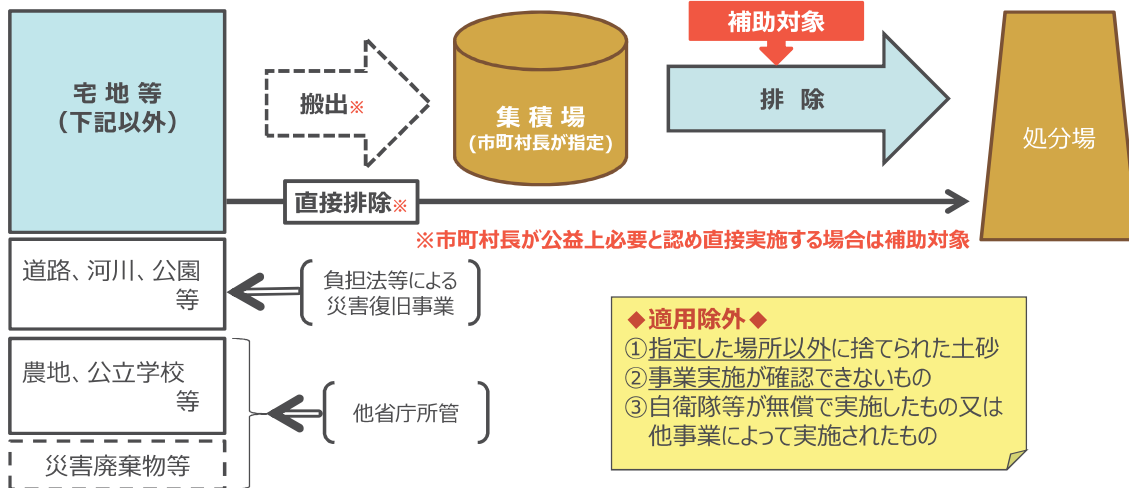 補助対象
宅地等
（下記以外）
搬出※
集積場
(市町村長が指定)
排除
処分場
直接排除※
※市町村長が公益上必要と認め直接実施する場合は補助対象
道路、河川、公園
等
負担法等による
災害復旧事業
農地、公立学校
等
他省庁所管
災害廃棄物等
◆適用除外◆
①指定した場所以外に捨てられた土砂
②事業実施が確認できないもの
③自衛隊等が無償で実施したもの又は
他事業によって実施されたもの